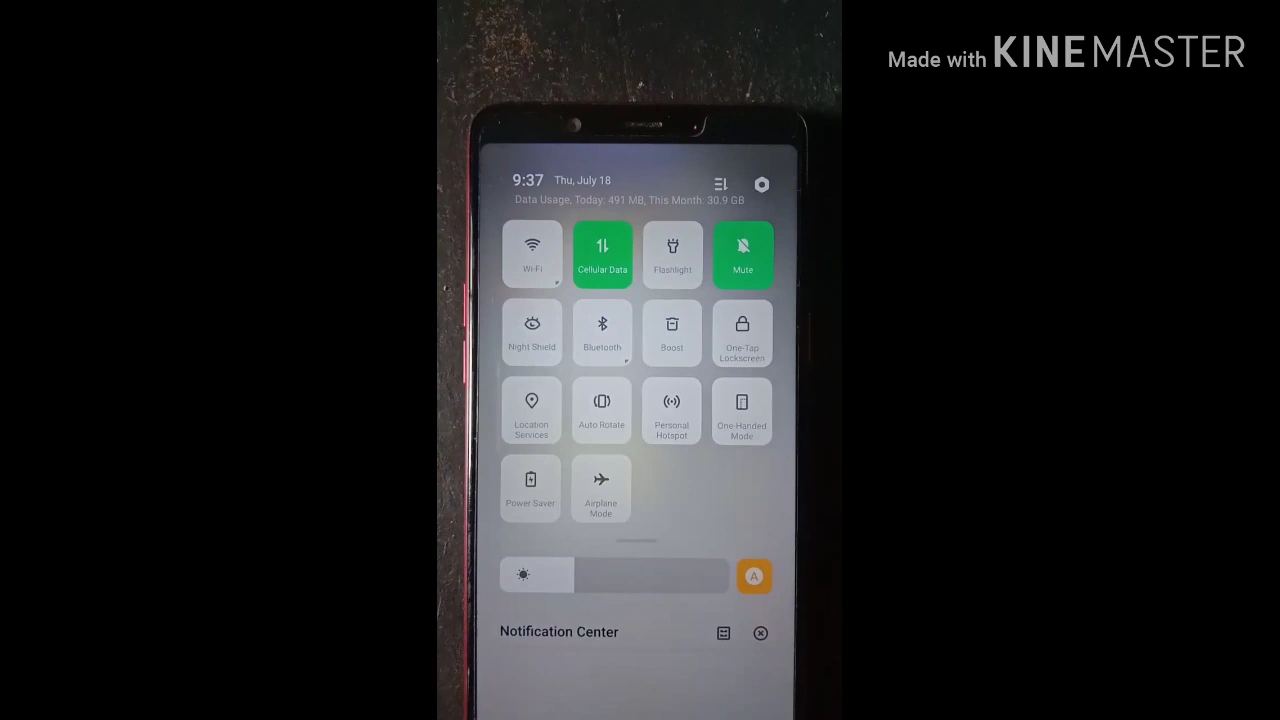 Made with KINEMASTER
9:37 Thu, July 18
Data Usage, Today: 491 MB, This Month: 30.9 GB
Wi-Fi
Cellular Data
Flashlight
Mute
Night Shield
Bluetooth
Boost
One-Tap
Lockscreen
Location
Services
Auto Rotate
Personal
Hotspot
One-Handed
Mode
Power Saver
Airplane
Mode
A
Notification Center